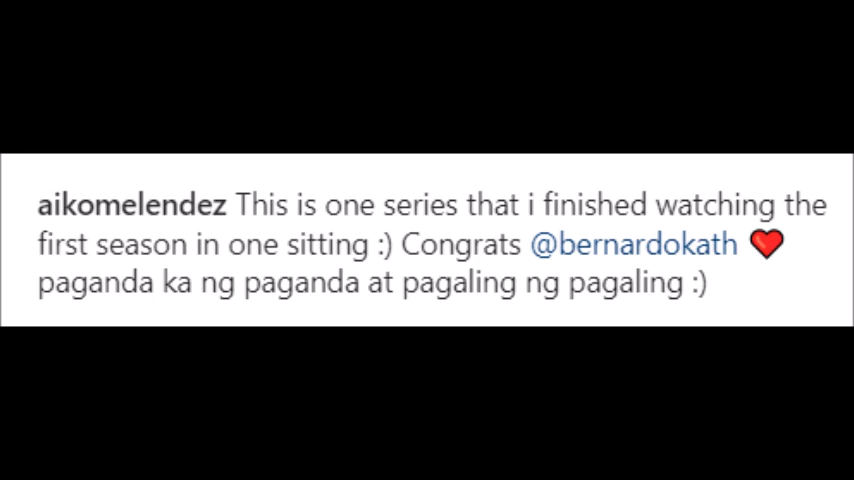 aikomelendez This is one series that i finished watching the
first season in one sitting :) Congrats @bernardokath ❤️
paganda ka ng paganda at pagaling ng pagaling :)